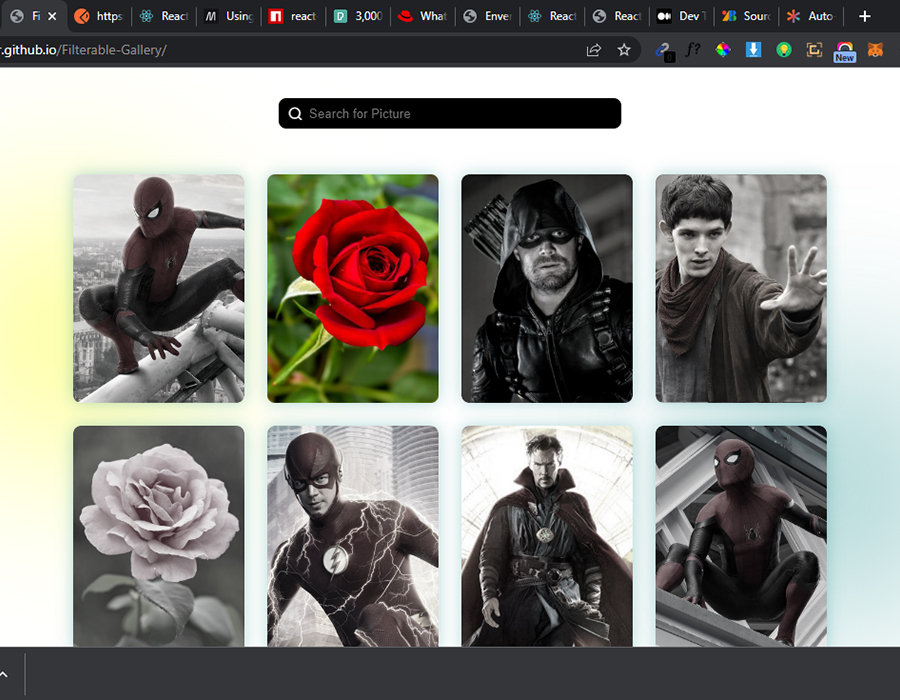 Fi
https
React
Using
react
3,000
What
Enve
React
React
Dev T
Sourc
Auto-
r.github.io/Filterable-Gallery/
f?
New
Search for Picture